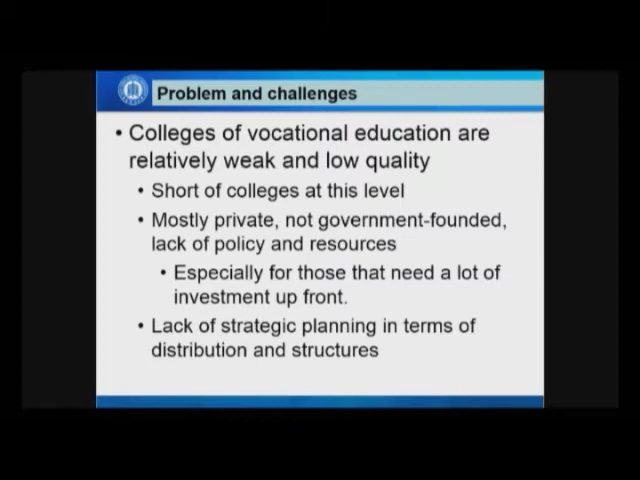 Problem and challenges
• Colleges of vocational education are
relatively weak and low quality
• Short of colleges at this level
• Mostly private, not government-founded,
lack of policy and resources
• Especially for those that need a lot of
investment up front.
• Lack of strategic planning in terms of
distribution and structures